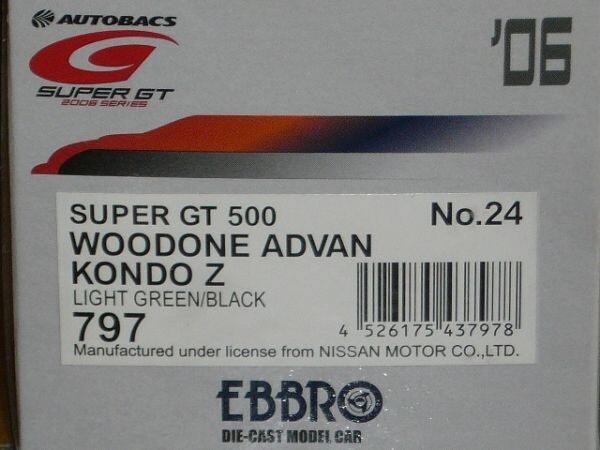 AUTOBACS
'06
SUPER GT
2006 SERIES
SUPER GT 500 No.24
WOODONE ADVAN
KONDO Z
LIGHT GREEN/BLACK
797
4 526175 437978
Manufactured under license from NISSAN MOTOR CO.,LTD.
EBBRO
DIE-CAST MODEL CAR